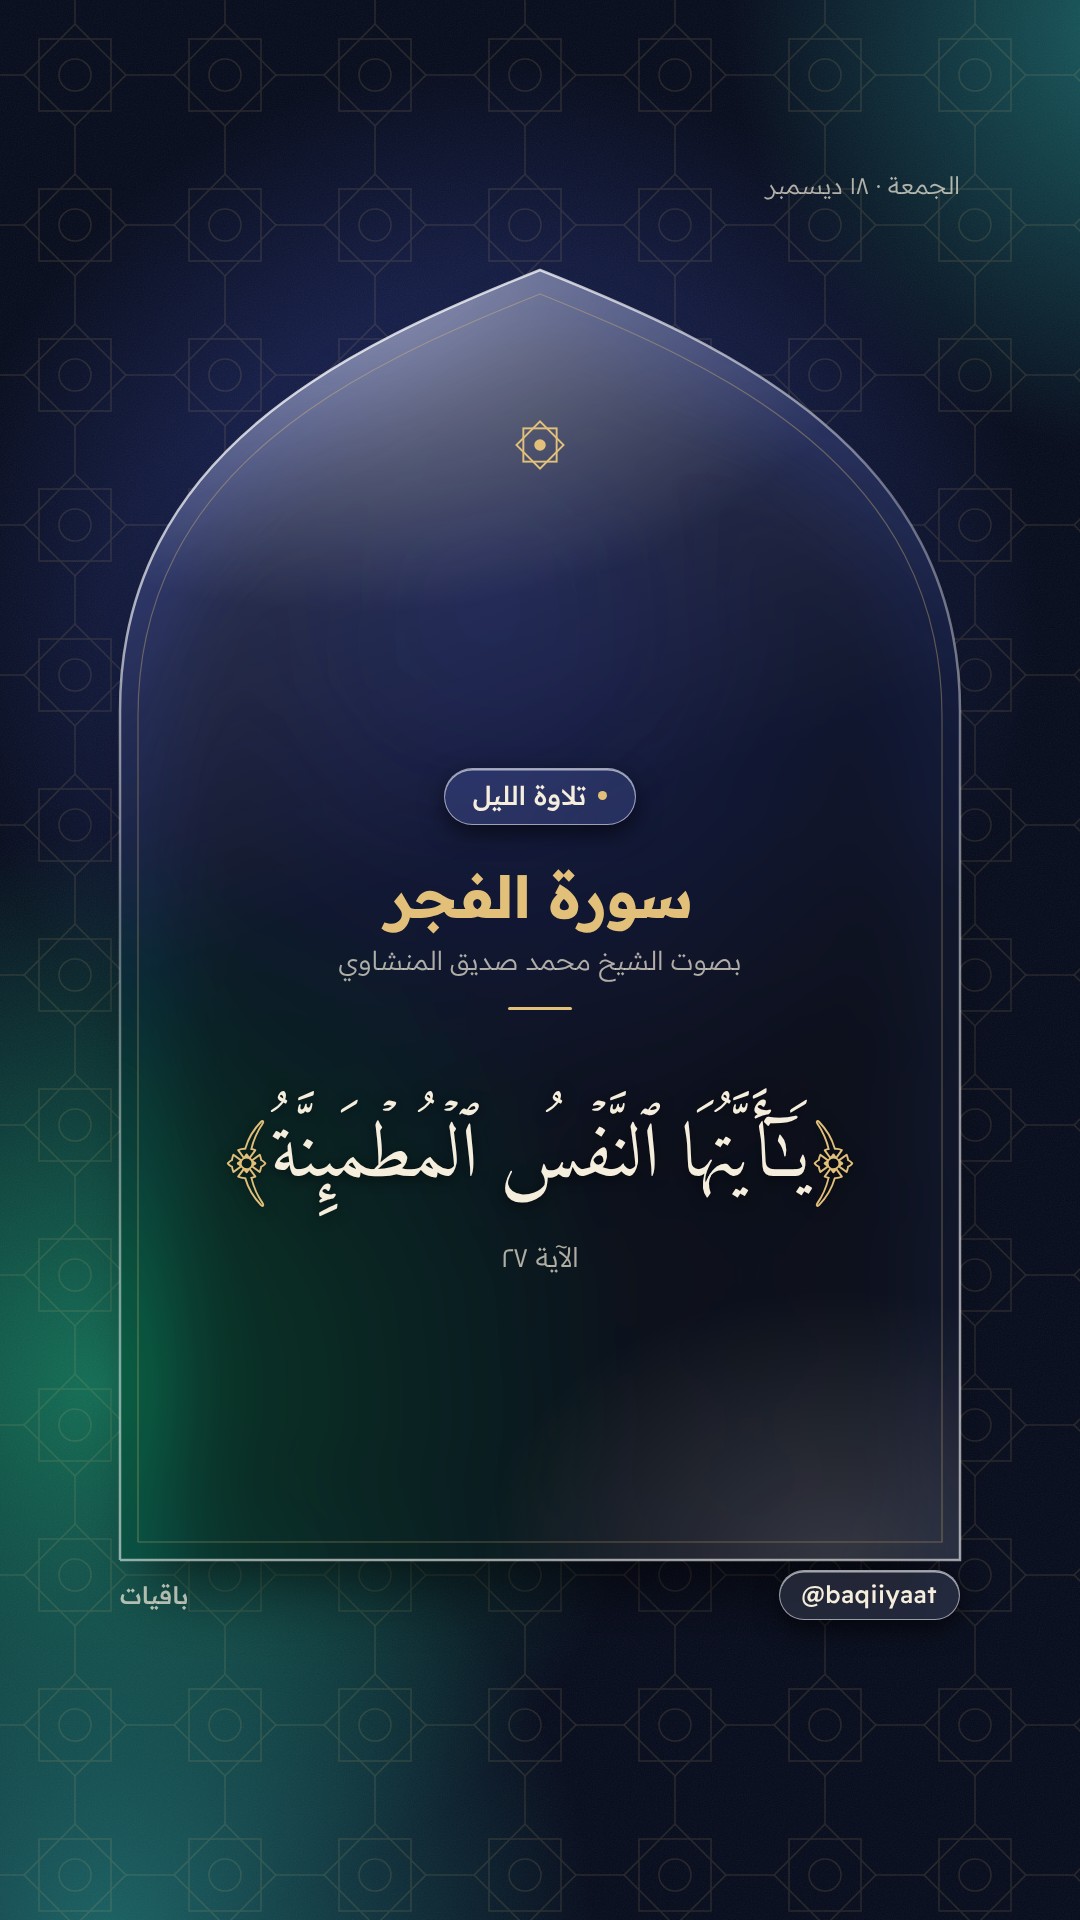 الجمعة · ١٨ ديسمبر
تلاوة الليل
سورة الفجر
بصوت الشيخ محمد صديق المنشاوي
﴿يَـٰٓأَيَّتُهَا ٱلنَّفۡسُ ٱلۡمُطۡمَىِٕنَّةُ﴾
الآية ٢٧
@baqiiyaat
باقيات